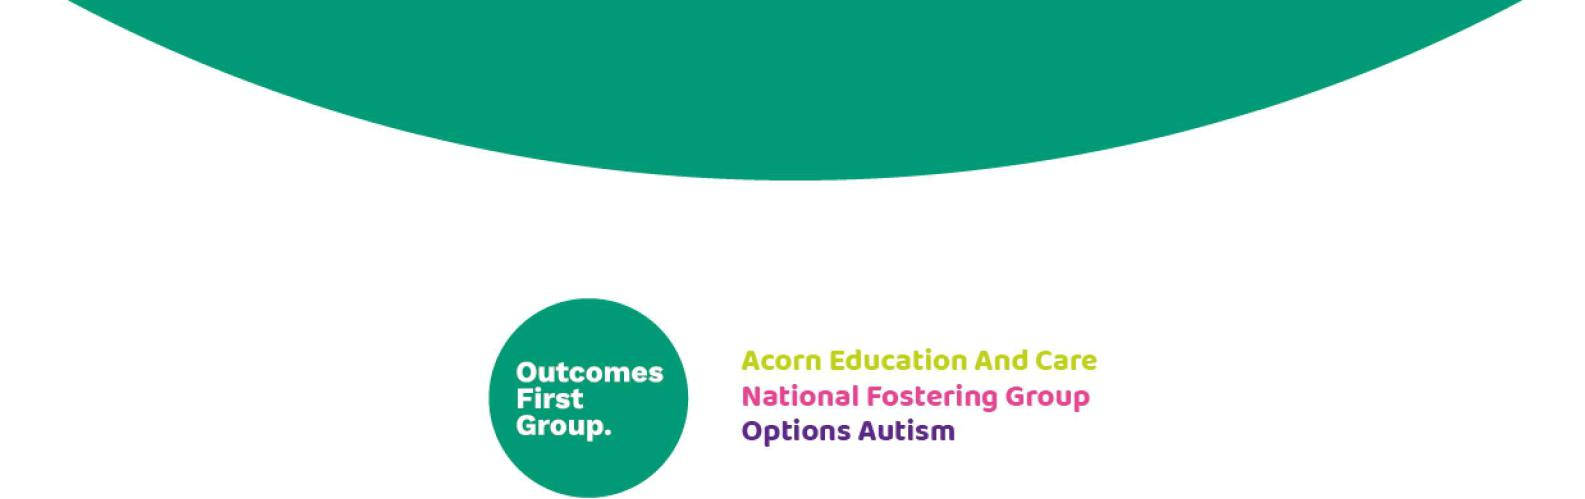 Outcomes
First
Group.
Acorn Education And Care
National Fostering Group
Options Autism